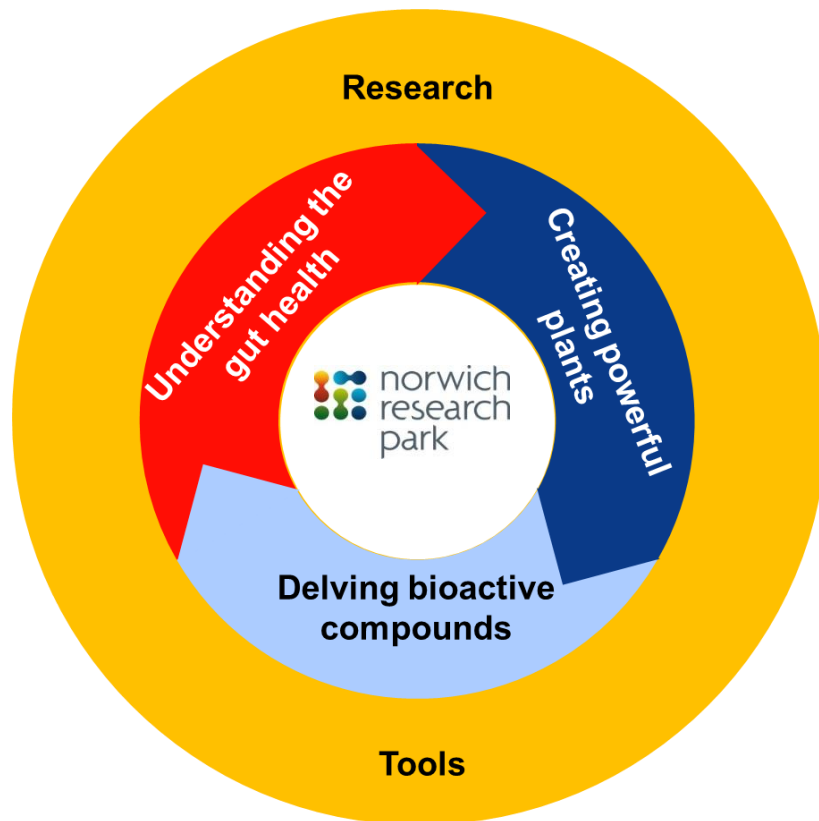 Research
Understanding the
gut health
Creating powerful
plants
norwich
research
park
Delving bioactive
compounds
Tools